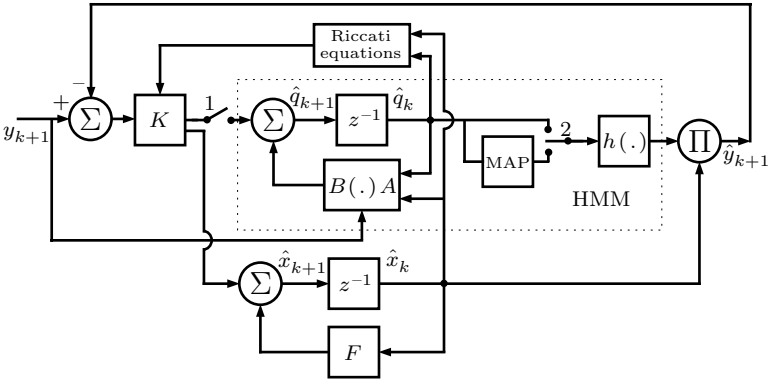 Riccati
equations
−
+
y_{k+1}
Σ
K
1
Σ
q̂_{k+1}
z^{-1}
q̂_k
MAP
2
h(.)
Π
ŷ_{k+1}
B(.)A
HMM
Σ
x̂_{k+1}
z^{-1}
x̂_k
F